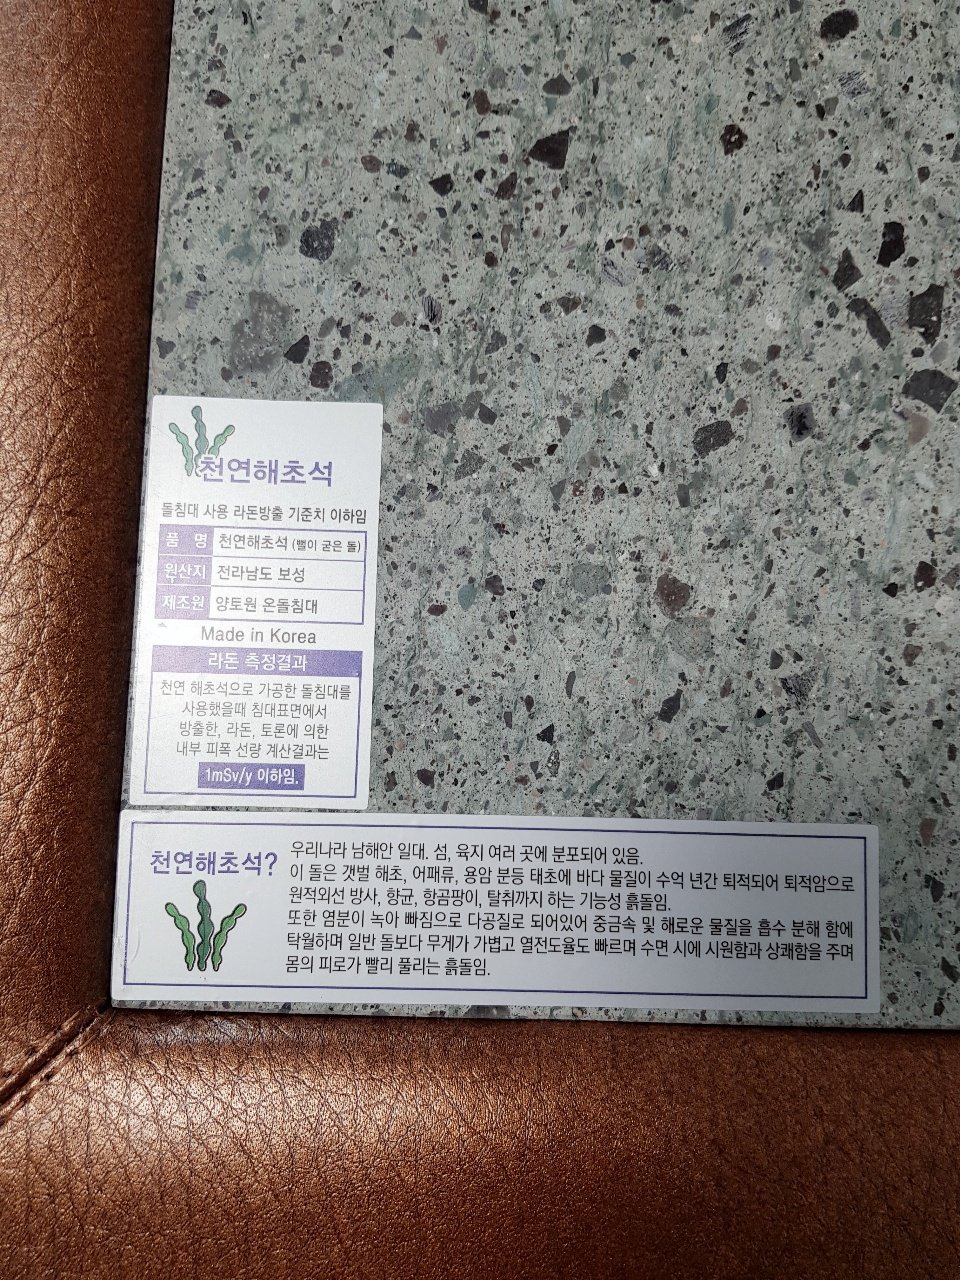 천연해초석
돌침대 사용 라돈방출 기준치 이하임
품 명 천연해초석 (뻘이 굳은 돌)
원산지 전라남도 보성
제조원 양토원 온돌침대
Made in Korea
라돈 측정결과
천연 해초석으로 가공한 돌침대를
사용했을때 침대표면에서
방출한, 라돈, 토론에 의한
내부 피폭 선량 계산결과는
1mSv/y 이하임.
천연해초석?
우리나라 남해안 일대. 섬, 육지 여러 곳에 분포되어 있음.
이 돌은 갯벌 해초, 어패류, 용암 분등 태초에 바다 물질이 수억 년간 퇴적되어 퇴적암으로
원적외선 방사, 향균, 항곰팡이, 탈취까지 하는 기능성 흙돌임.
또한 염분이 녹아 빠짐으로 다공질로 되어있어 중금속 및 해로운 물질을 흡수 분해 함에
탁월하며 일반 돌보다 무게가 가볍고 열전도율도 빠르며 수면 시에 시원함과 상쾌함을 주며
몸의 피로가 빨리 풀리는 흙돌임.